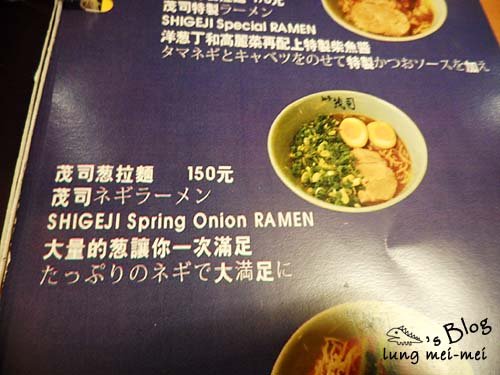 茂司特製ラーメン
SHIGEJI Special RAMEN
洋葱丁和高麗菜再配上特製柴魚醬
タマネギとキャベツをのせて特製かつおソースを加え
茂司
茂司葱拉麵 150元
茂司ネギラーメン
SHIGEJI Spring Onion RAMEN
大量的葱讓你一次滿足
たっぷりのネギで大満足に
's Blog
lung mei-mei